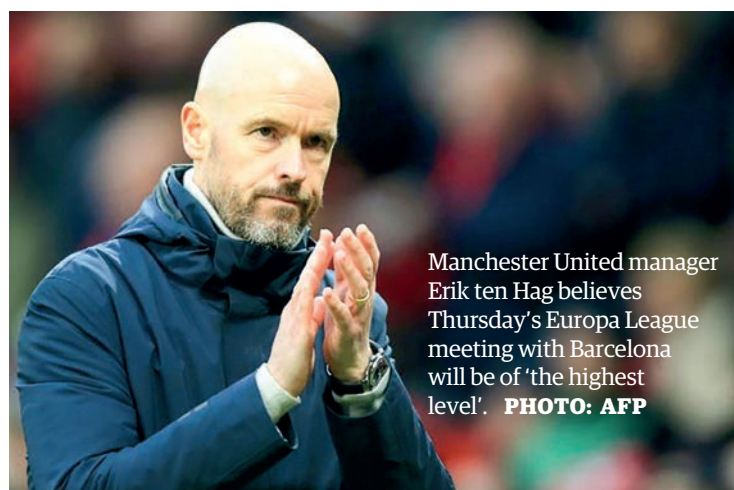 Manchester United manager
Erik ten Hag believes
Thursday’s Europa League
meeting with Barcelona
will be of ‘the highest
level’. PHOTO: AFP